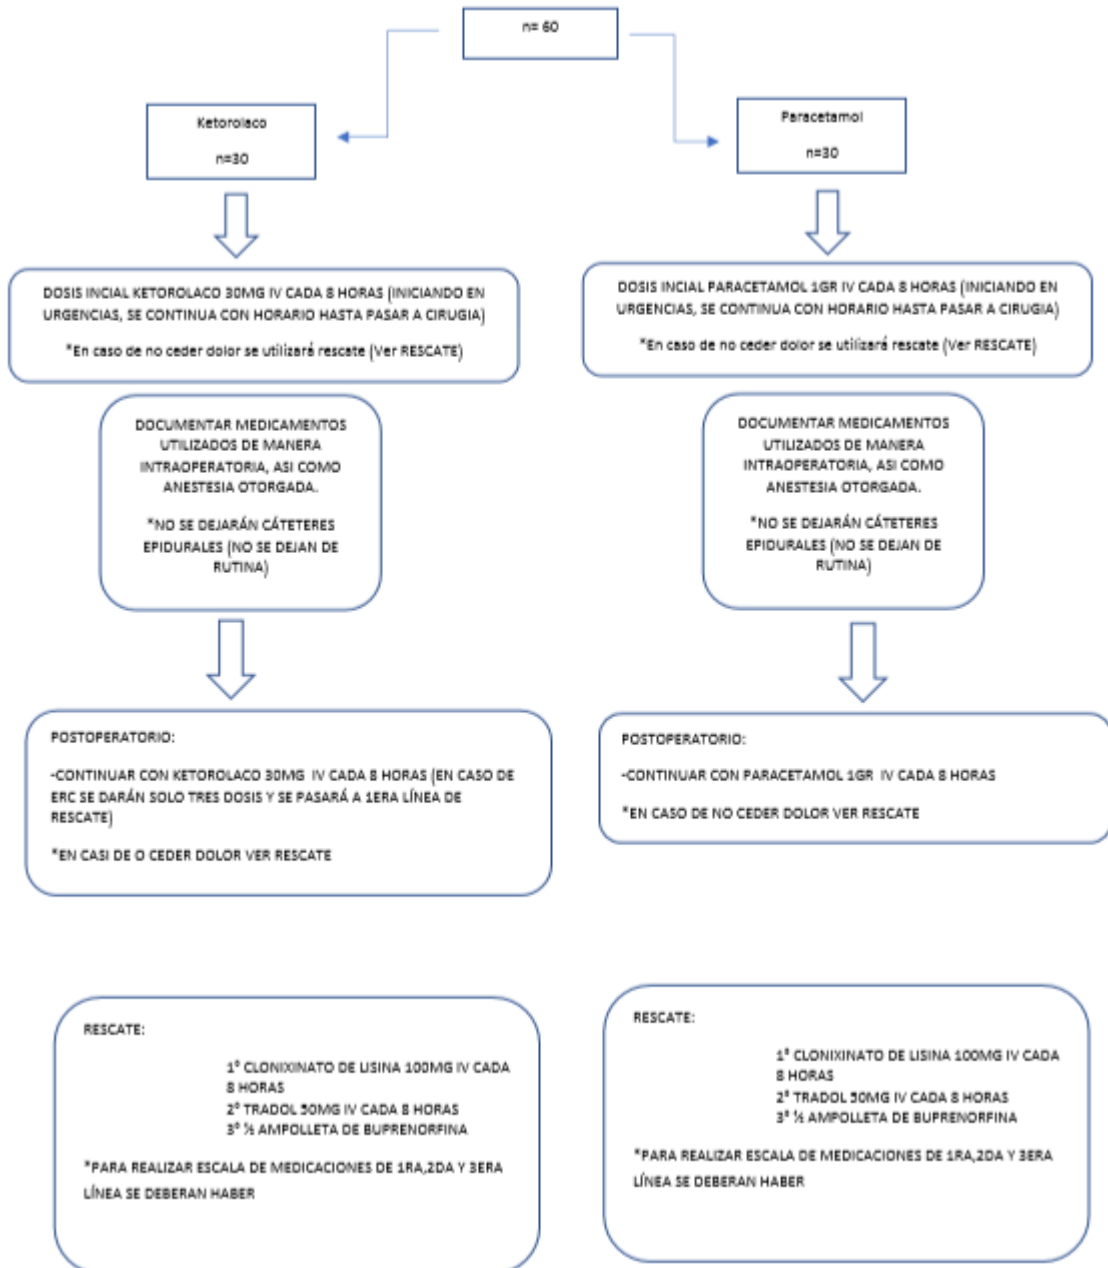 n= 60
Ketorolaco
n=30
Paracetamol
n=30
DOSIS INCIAL KETOROLACO 30MG IV CADA 8 HORAS (INICIANDO EN
URGENCIAS, SE CONTINUA CON HORARIO HASTA PASAR A CIRUGIA)
*En caso de no ceder dolor se utilizará rescate (Ver RESCATE)
DOSIS INCIAL PARACETAMOL 1GR IV CADA 8 HORAS (INICIANDO EN
URGENCIAS, SE CONTINUA CON HORARIO HASTA PASAR A CIRUGIA)
*En caso de no ceder dolor se utilizará rescate (Ver RESCATE)
DOCUMENTAR MEDICAMENTOS
UTILIZADOS DE MANERA
INTRAOPERATORIA, ASI COMO
ANESTESIA OTORGADA.
*NO SE DEJARÁN CÁTETERES
EPIDURALES (NO SE DEJAN DE
RUTINA)
DOCUMENTAR MEDICAMENTOS
UTILIZADOS DE MANERA
INTRAOPERATORIA, ASI COMO
ANESTESIA OTORGADA.
*NO SE DEJARÁN CÁTETERES
EPIDURALES (NO SE DEJAN DE
RUTINA)
POSTOPERATORIO:
-CONTINUAR CON KETOROLACO 30MG IV CADA 8 HORAS (EN CASO DE
ERC SE DARÁN SOLO TRES DOSIS Y SE PASARÁ A 1ERA LÍNEA DE
RESCATE)
*EN CASI DE O CEDER DOLOR VER RESCATE
POSTOPERATORIO:
-CONTINUAR CON PARACETAMOL 1GR IV CADA 8 HORAS
*EN CASO DE NO CEDER DOLOR VER RESCATE
RESCATE:
1º CLONIXINATO DE LISINA 100MG IV CADA
8 HORAS
2º TRADOL 50MG IV CADA 8 HORAS
3º ½ AMPOLLETA DE BUPRENORFINA
*PARA REALIZAR ESCALA DE MEDICACIONES DE 1RA,2DA Y 3ERA
LÍNEA SE DEBERAN HABER
RESCATE:
1º CLONIXINATO DE LISINA 100MG IV CADA
8 HORAS
2º TRADOL 50MG IV CADA 8 HORAS
3º ½ AMPOLLETA DE BUPRENORFINA
*PARA REALIZAR ESCALA DE MEDICACIONES DE 1RA,2DA Y 3ERA
LÍNEA SE DEBERAN HABER